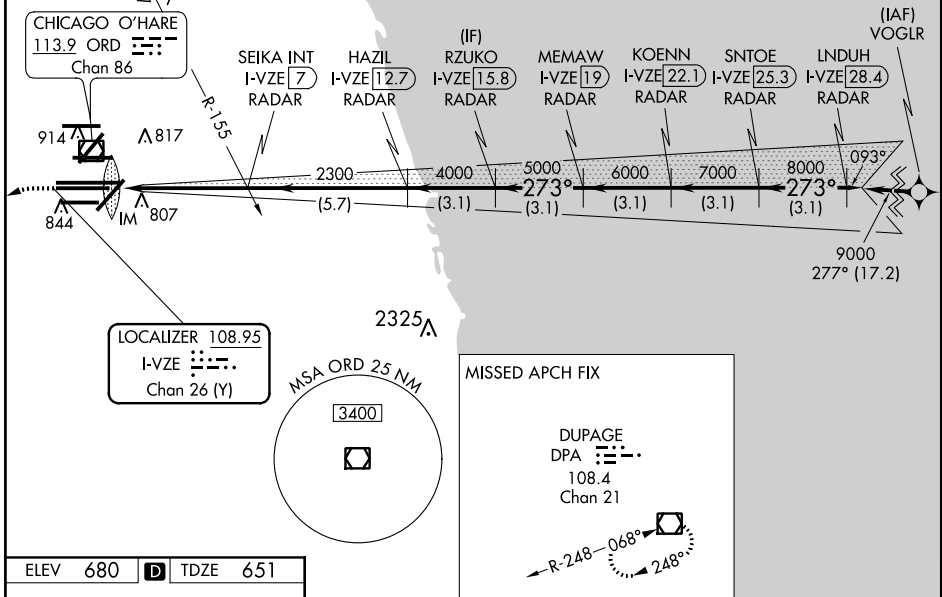 CHICAGO O'HARE
113.9 ORD
Chan 86
R-155
SEIKA INT
I-VZE 7
RADAR
HAZIL
I-VZE 12.7
RADAR
(IF)
RZUKO
I-VZE 15.8
RADAR
MEMAW
I-VZE 19
RADAR
KOENN
I-VZE 22.1
RADAR
SNTOE
I-VZE 25.3
RADAR
LNDUH
I-VZE 28.4
RADAR
(IAF)
VOGLR
914
817
2300
4000
5000
6000
7000
8000
093°
273°
273°
(5.7)
(3.1)
(3.1)
(3.1)
(3.1)
(3.1)
844
IM
807
9000
277° (17.2)
LOCALIZER 108.95
I-VZE
Chan 26 (Y)
2325
MSA ORD 25 NM
3400
MISSED APCH FIX
DUPAGE
DPA
108.4
Chan 21
R-248
068°
248°
ELEV 680 D TDZE 651